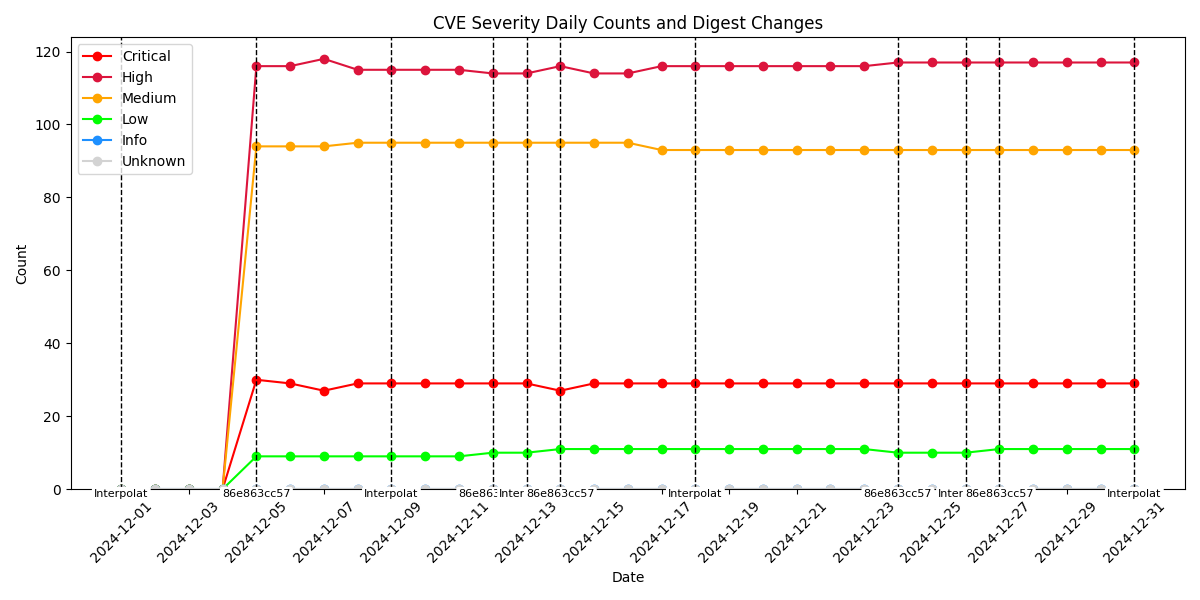 CVE Severity Daily Counts and Digest Changes
Critical
High
Medium
Low
Info
Unknown
Count
120
100
80
60
40
20
0
Interpolat
86e863cc57
Interpolat
86e863
Inter
86e863cc57
Interpolat
86e863cc57
Inter
86e863cc57
Interpolat
2024-12-01
2024-12-03
2024-12-05
2024-12-07
2024-12-09
2024-12-11
2024-12-13
2024-12-15
2024-12-17
2024-12-19
2024-12-21
2024-12-23
2024-12-25
2024-12-27
2024-12-29
2024-12-31
Date